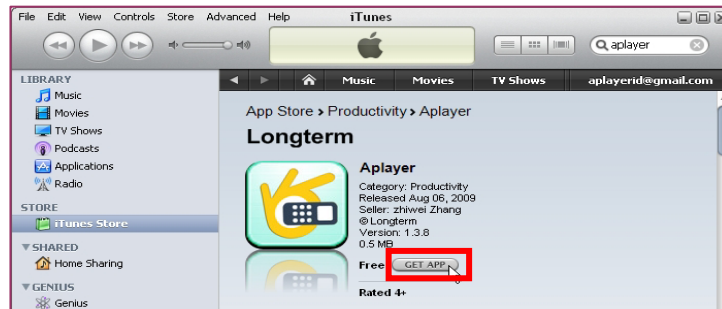 File Edit View Controls Store Advanced Help iTunes
aplayer
LIBRARY
Music
Movies
TV Shows
Podcasts
Applications
Radio
STORE
iTunes Store
SHARED
Home Sharing
GENIUS
Genius
Music Movies TV Shows aplayerid@gmail.com
App Store > Productivity > Aplayer
Longterm
Aplayer
Category: Productivity
Released Aug 06, 2009
Seller: zhiwei Zhang
© Longterm
Version: 1.3.8
0.5 MB
Free GET APP
Rated 4+